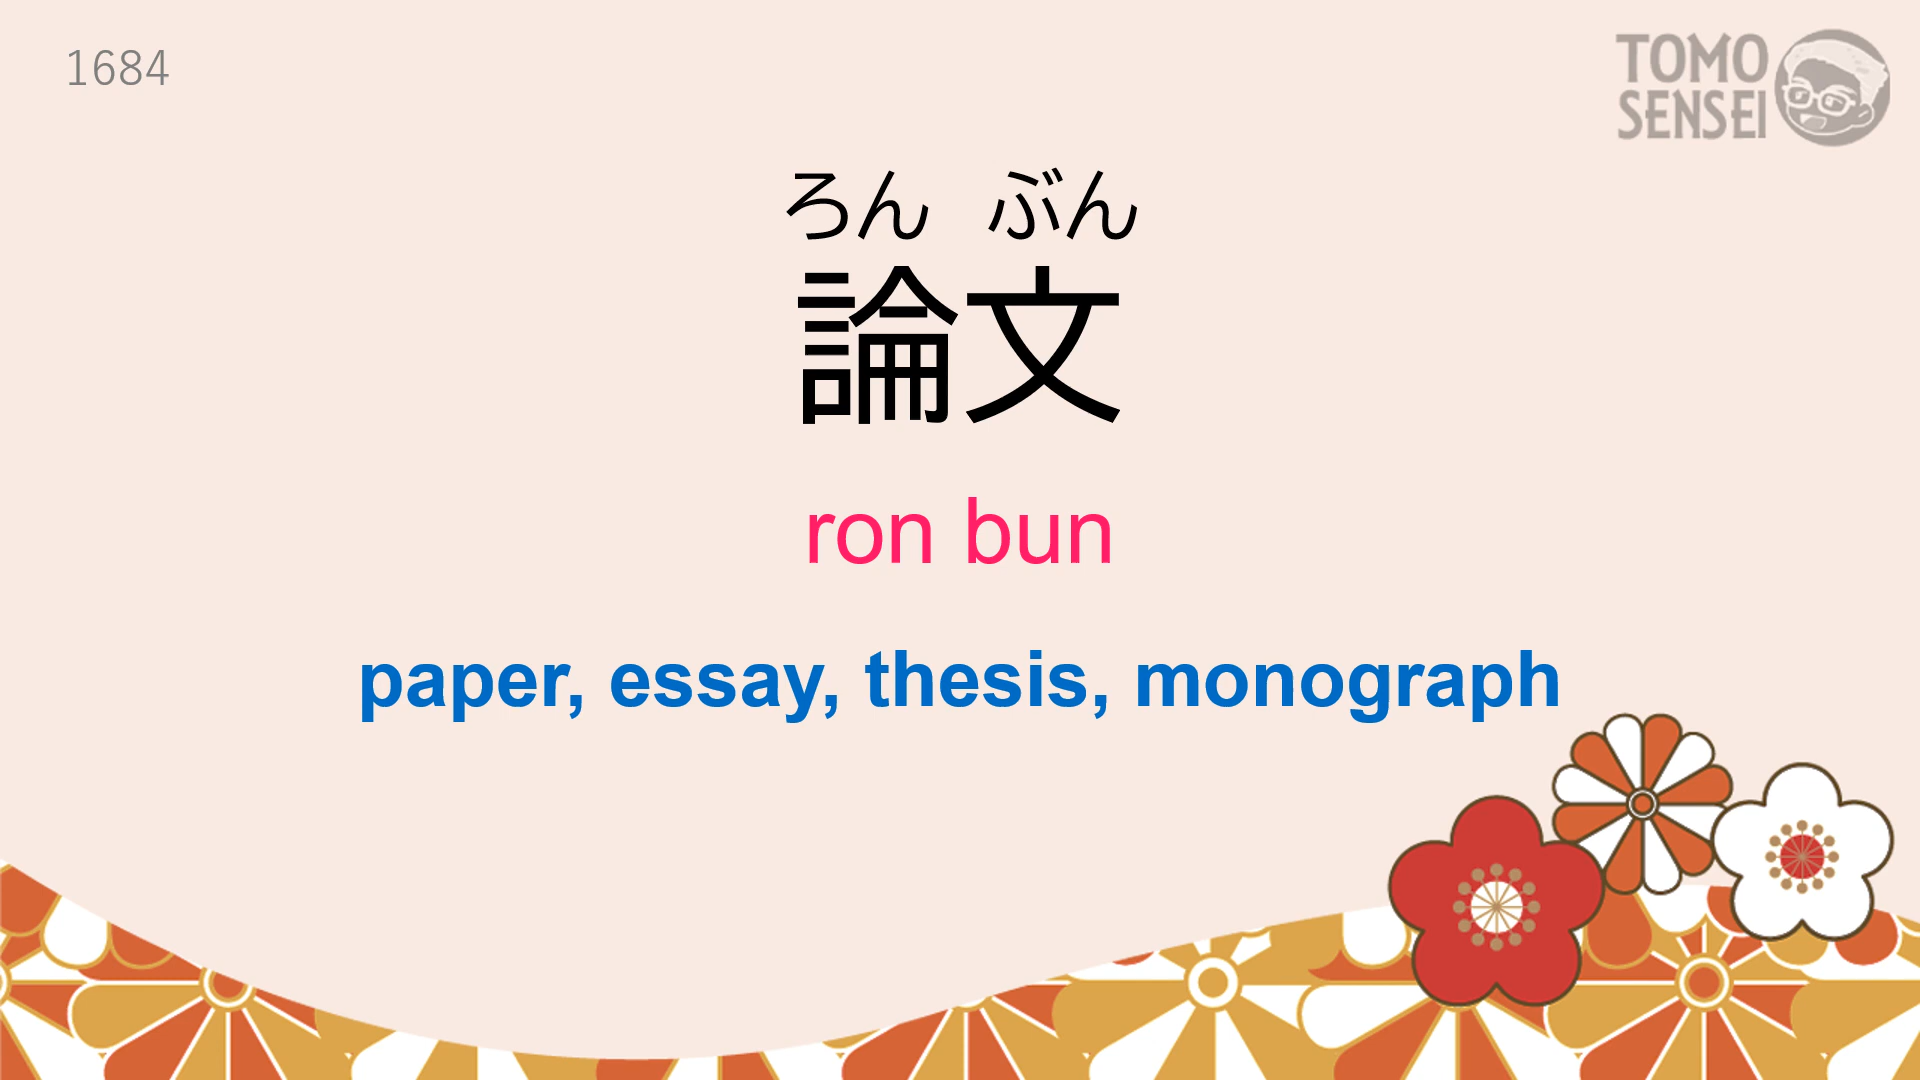 1684
TOMO
SENSEI
ろん ぶん
論文
ron bun
paper, essay, thesis, monograph